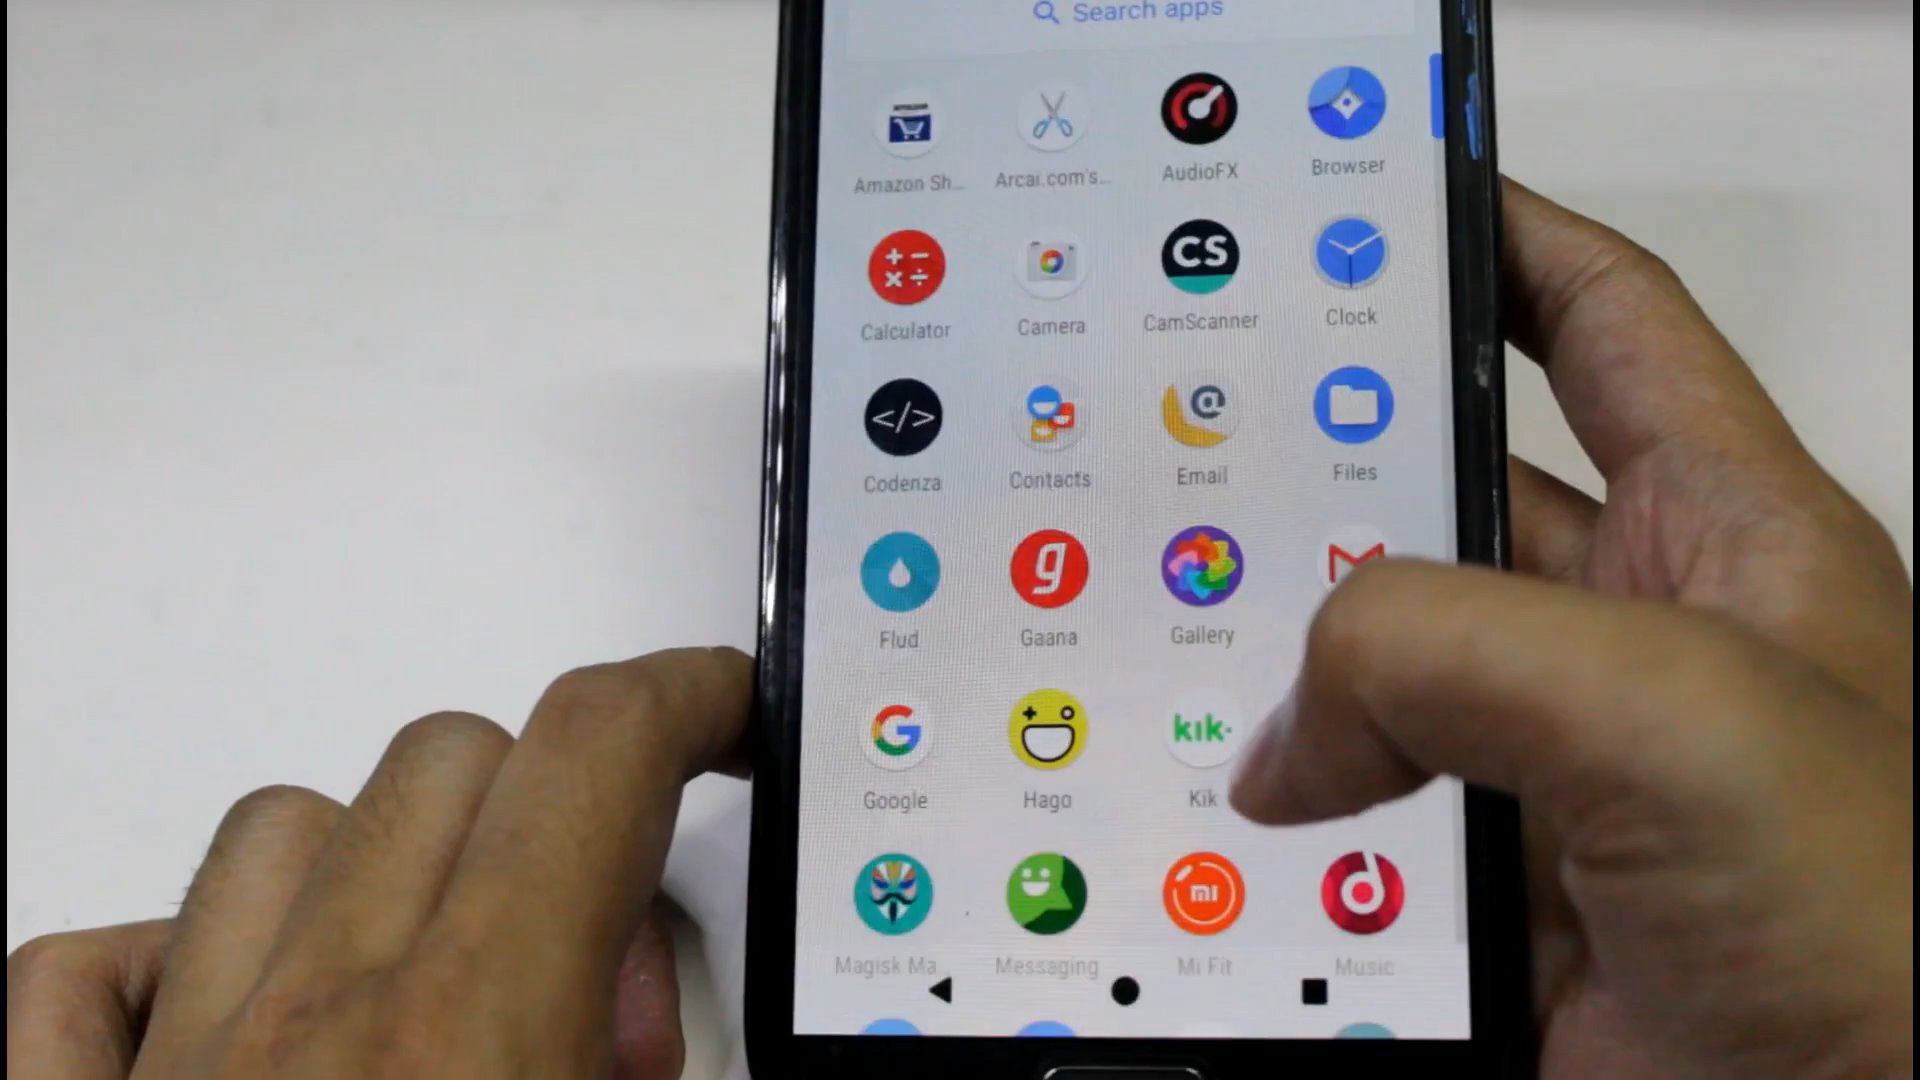 Search apps
Amazon Sh...
Arcai.com's...
AudioFX
Browser
Calculator
Camera
CS
CamScanner
Clock
</>
Codenza
Contacts
@
Email
Files
Flud
g
Gaana
Gallery
M
G
Google
Hago
kik·
Kik
Magisk Ma...
Messaging
mi
Mi Fit
Music